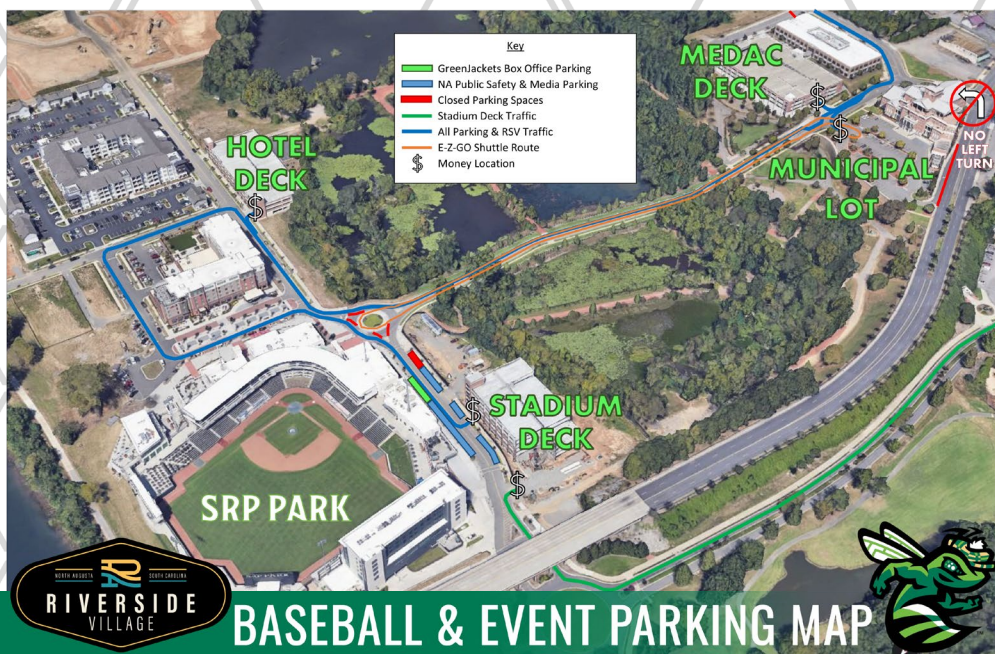 Key
GreenJackets Box Office Parking
NA Public Safety & Media Parking
Closed Parking Spaces
Stadium Deck Traffic
All Parking & RSV Traffic
E-Z-GO Shuttle Route
$ Money Location
MEDAC
DECK
$
$
NO
LEFT
TURN
HOTEL
DECK
$
MUNICIPAL
LOT
STADIUM
DECK
$
$
SRP PARK
NORTH AUGUSTA SOUTH CAROLINA
RIVERSIDE
VILLAGE
BASEBALL & EVENT PARKING MAP